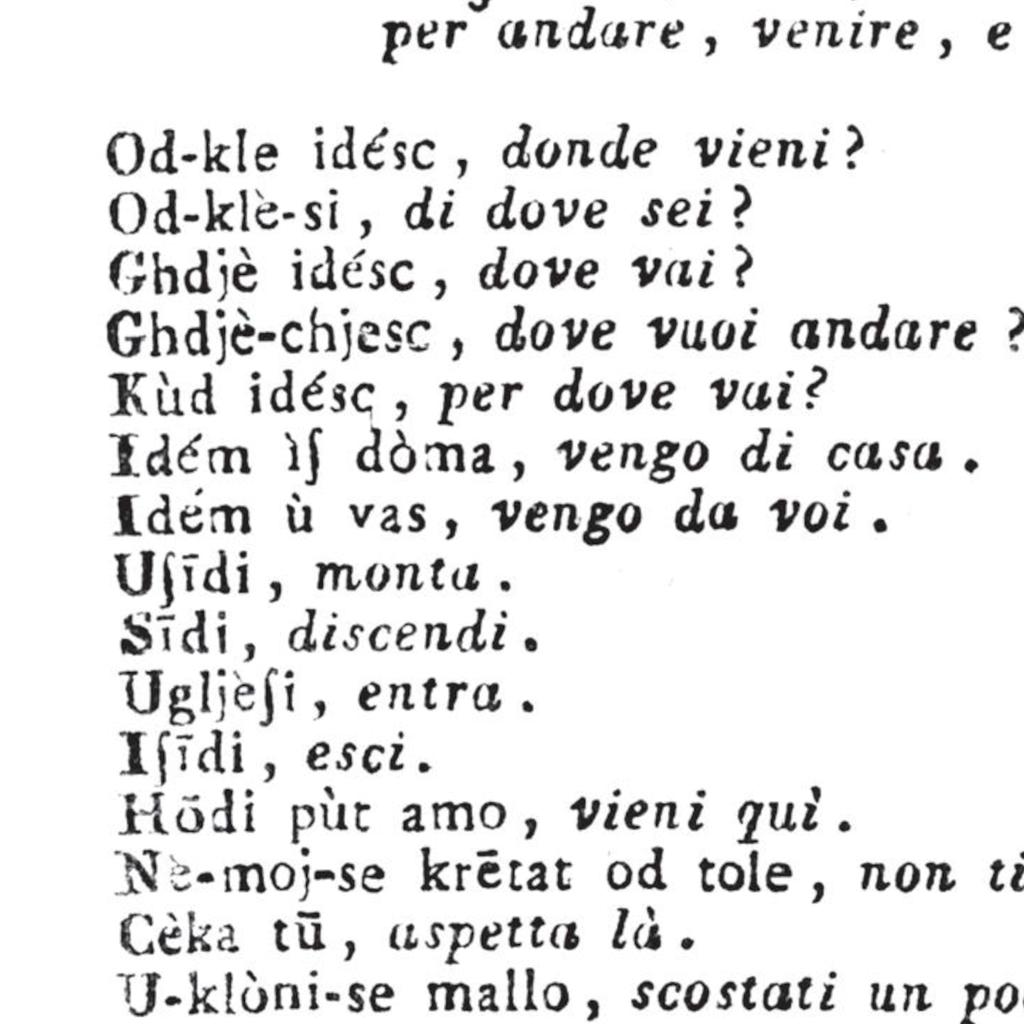 per andare, venire, e
Od-kle idésc, donde vieni?
Od-klè-si, di dove sei?
Ghdjè idésc, dove vai?
Ghdjè-chjesc, dove vuoi andare?
Kùd idésc, per dove vai?
Idém ìſ dòma, vengo di casa.
Idém ù vas, vengo da voi.
Uſīdi, monta.
Sīdi, discendi.
Ugljèſi, entra.
Iſīdi, esci.
Hōdi pùt amo, vieni quì.
Nè-moj-se krētat od tole, non ti
Cèka tū, aspetta là.
U-klòni-se mallo, scostati un po